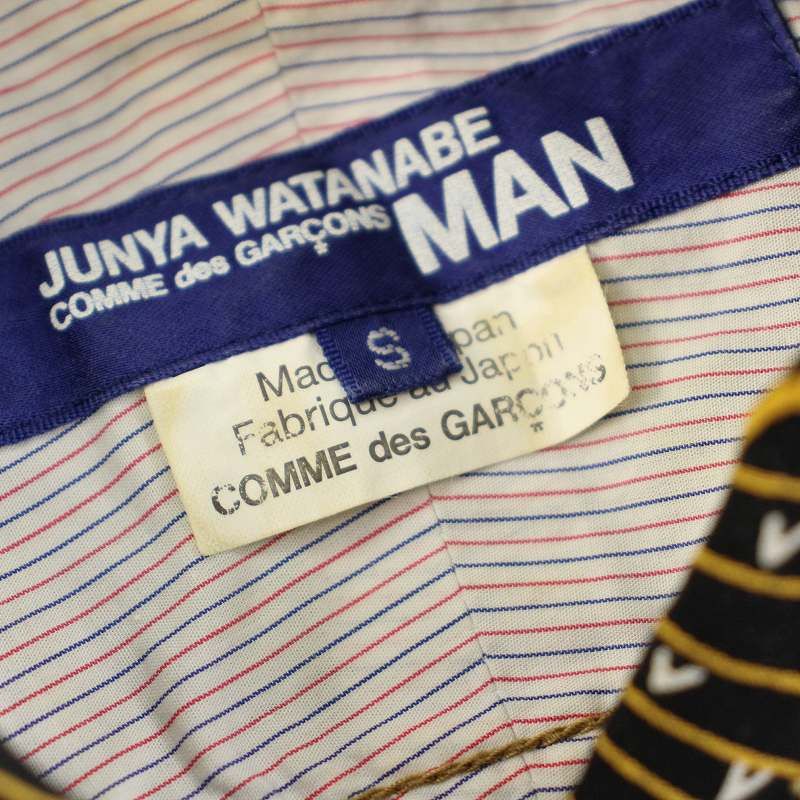 JUNYA WATANABE
COMME des GARÇONS
MAN
S
Fabrique au Japon
COMME des GARÇONS